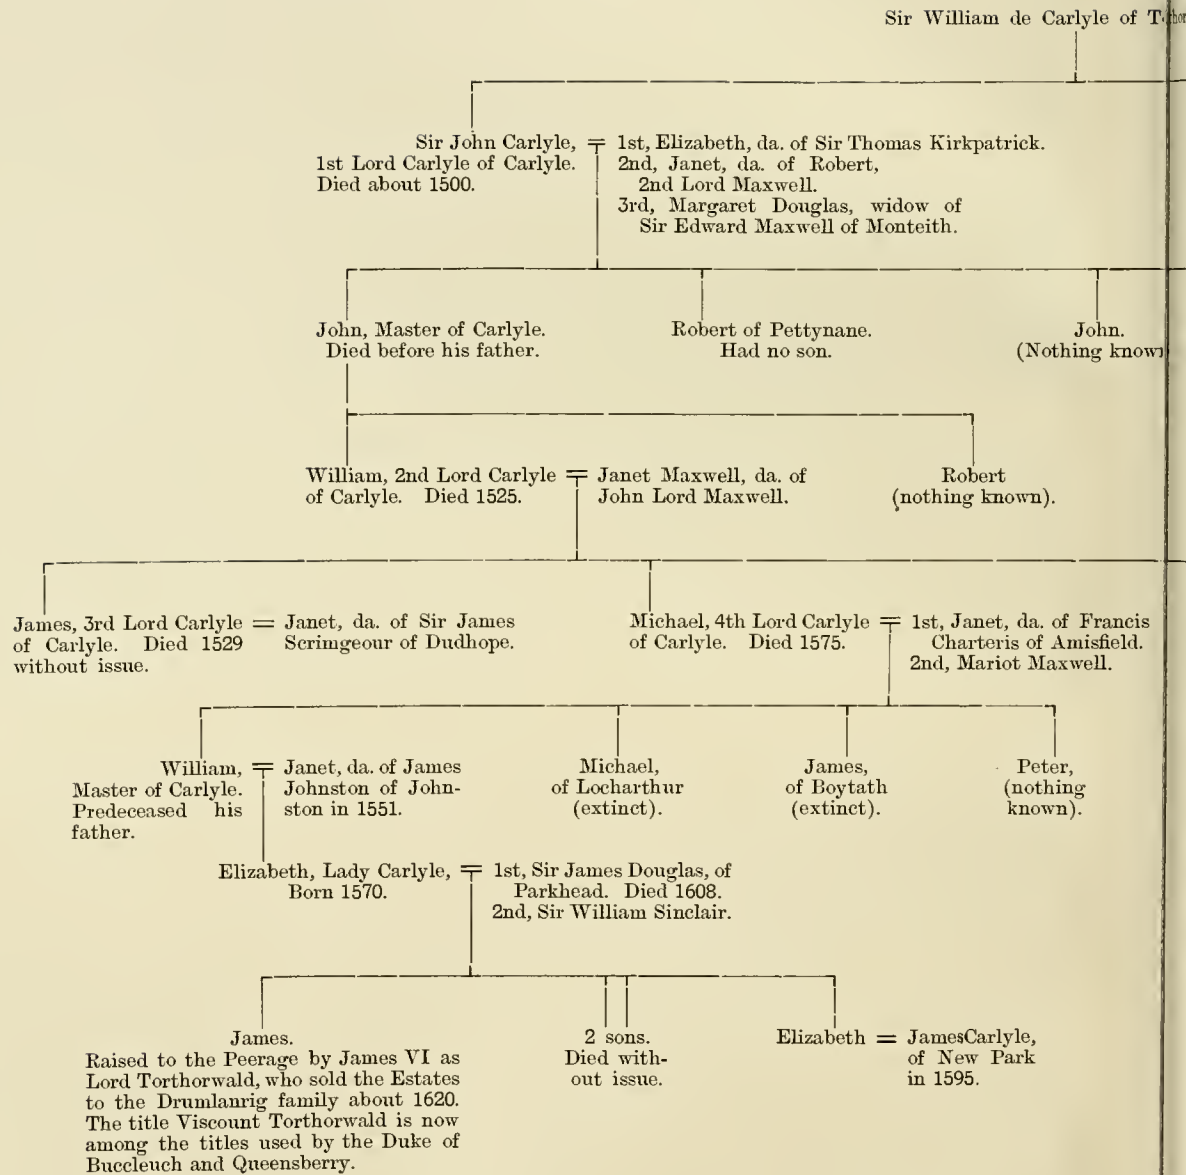 Sir William de Carlyle of
Sir John Carlyle,
1st Lord Carlyle of Carlyle.
Died about 1500.
1st, Elizabeth, da. of Sir Thomas Kirkpatrick.
2nd, Janet, da. of Robert,
2nd Lord Maxwell.
3rd, Margaret Douglas, widow of
Sir Edward Maxwell of Monteith.
John, Master of Carlyle.
Died before his father.
Robert of Pettynane.
Had no son.
John.
(Nothing known
William, 2nd Lord Carlyle
of Carlyle. Died 1525.
Janet Maxwell, da. of
John Lord Maxwell.
Robert
(nothing known).
James, 3rd Lord Carlyle
of Carlyle. Died 1529
without issue.
=
Janet, da. of Sir James
Scrimgeour of Dudhope.
Michael, 4th Lord Carlyle
of Carlyle. Died 1575.
1st, Janet, da. of Francis
Charteris of Amisfield.
2nd, Mariot Maxwell.
William,
Master of Carlyle.
Predeceased his
father.
Janet, da. of James
Johnston of John-
ston in 1551.
Michael,
of Locharthur
(extinct).
James,
of Boytath
(extinct).
Peter,
(nothing
known).
Elizabeth, Lady Carlyle,
Born 1570.
1st, Sir James Douglas, of
Parkhead. Died 1608.
2nd, Sir William Sinclair.
James.
Raised to the Peerage by James VI as
Lord Torthorwald, who sold the Estates
to the Drumlanrig family about 1620.
The title Viscount Torthorwald is now
among the titles used by the Duke of
Buccleuch and Queensberry.
2 sons.
Died with-
out issue.
Elizabeth = JamesCarlyle,
of New Park
in 1595.